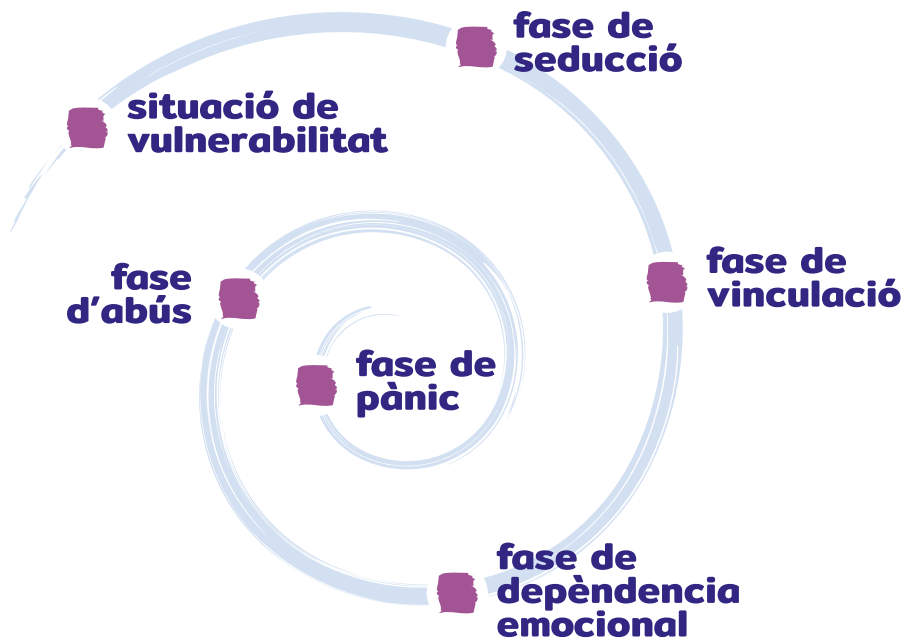 fase de
seducció
situació de
vulnerabilitat
fase de
vinculació
fase
d’abús
fase de
pànic
fase de
depèndencia
emocional